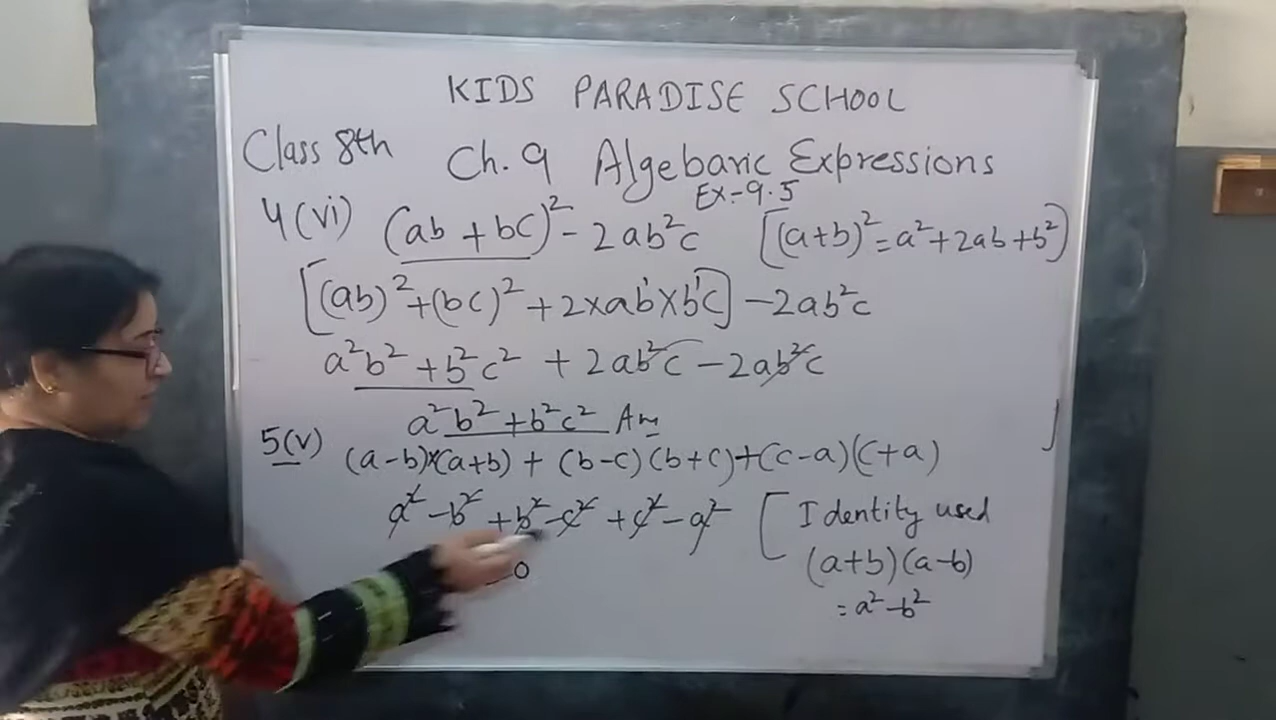 KIDS PARADISE SCHOOL
Class 8th Ch. 9 Algebaric Expressions
Ex-9.5
4(vi) (ab + bc)² - 2ab²c [(a+b)² = a² + 2ab + b²]
[(ab)² + (bc)² + 2×ab¹×b¹c] - 2ab²c
a²b² + b²c² + 2ab²c - 2ab²c
a²b² + b²c² Ans
5(v) (a-b)×(a+b) + (b-c)(b+c) + (c-a)(c+a)
a² - b² + b² - c² + c² - a² [Identity used
0 (a+b)(a-b)
= a² - b²